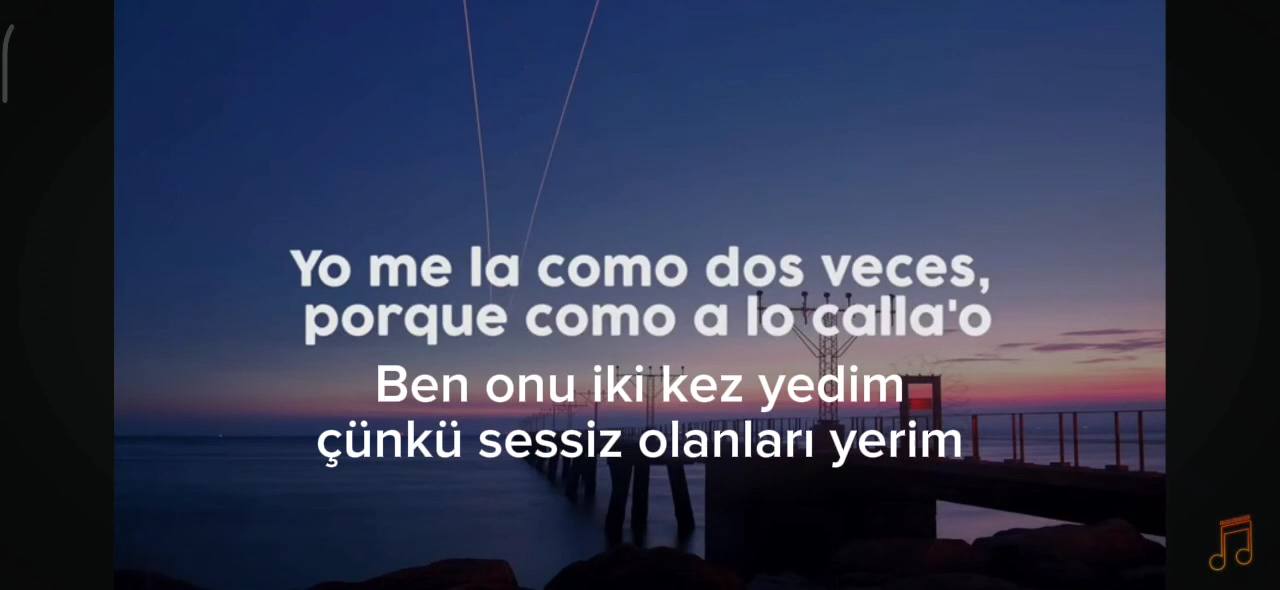 Yo me la como dos veces,
porque como a lo calla'o
Ben onu iki kez yedim
çünkü sessiz olanları yerim